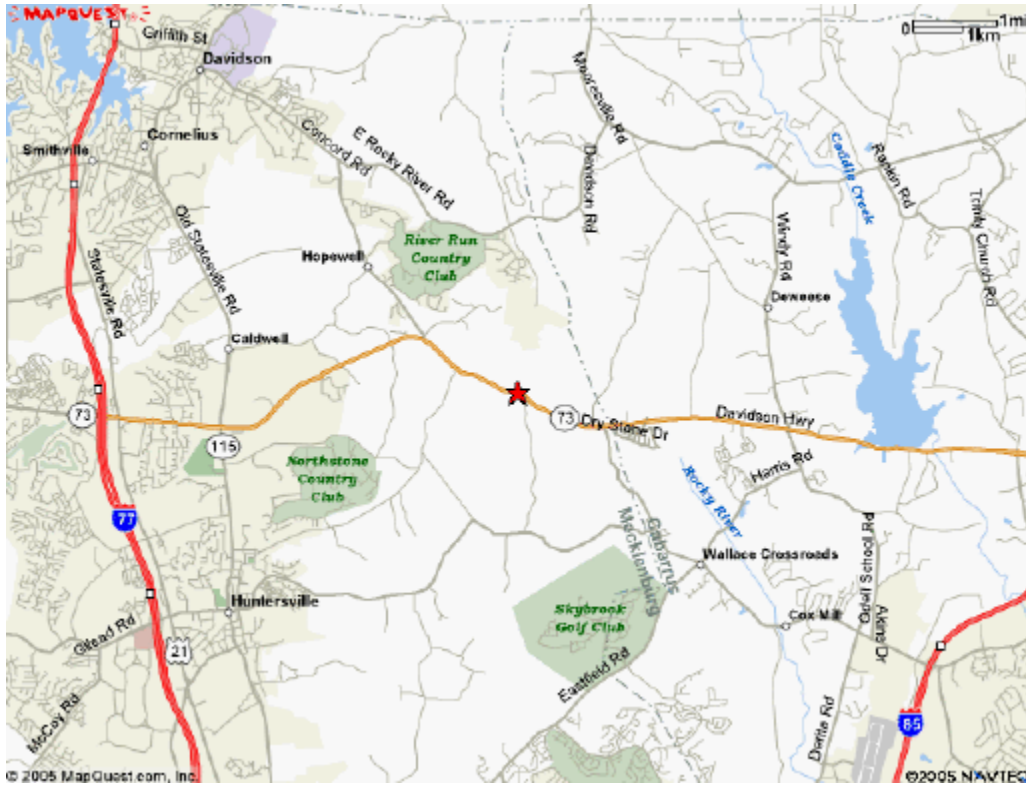 MAPQUEST
Griffith St
1mi
1km
Davidson
Mooresville Rd
Cornelius
Concord Rd
E Rocky River Rd
Smithville
Davidson Rd
Rankin Rd
Coddle Creek
Trinity Church Rd
Old Statesville Rd
Windy Rd
River Run
Country
Club
Hopewell
Statesville Rd
Deweese
Caldwell
73
73
Dry Stone Dr
Davidson Hwy
115
Northstone
Country
Club
Harris Rd
Rocky River
77
Cabarrus
Mecklenburg
Wallace Crossroads
Odell School Rd
Huntersville
Skybrook
Golf Club
Cox Mill
Gilead Rd
21
Akins Dr
Eastfield Rd
McCoy Rd
Derita Rd
85
© 2005 MapQuest.com, Inc.
©2005 NAVTEQ